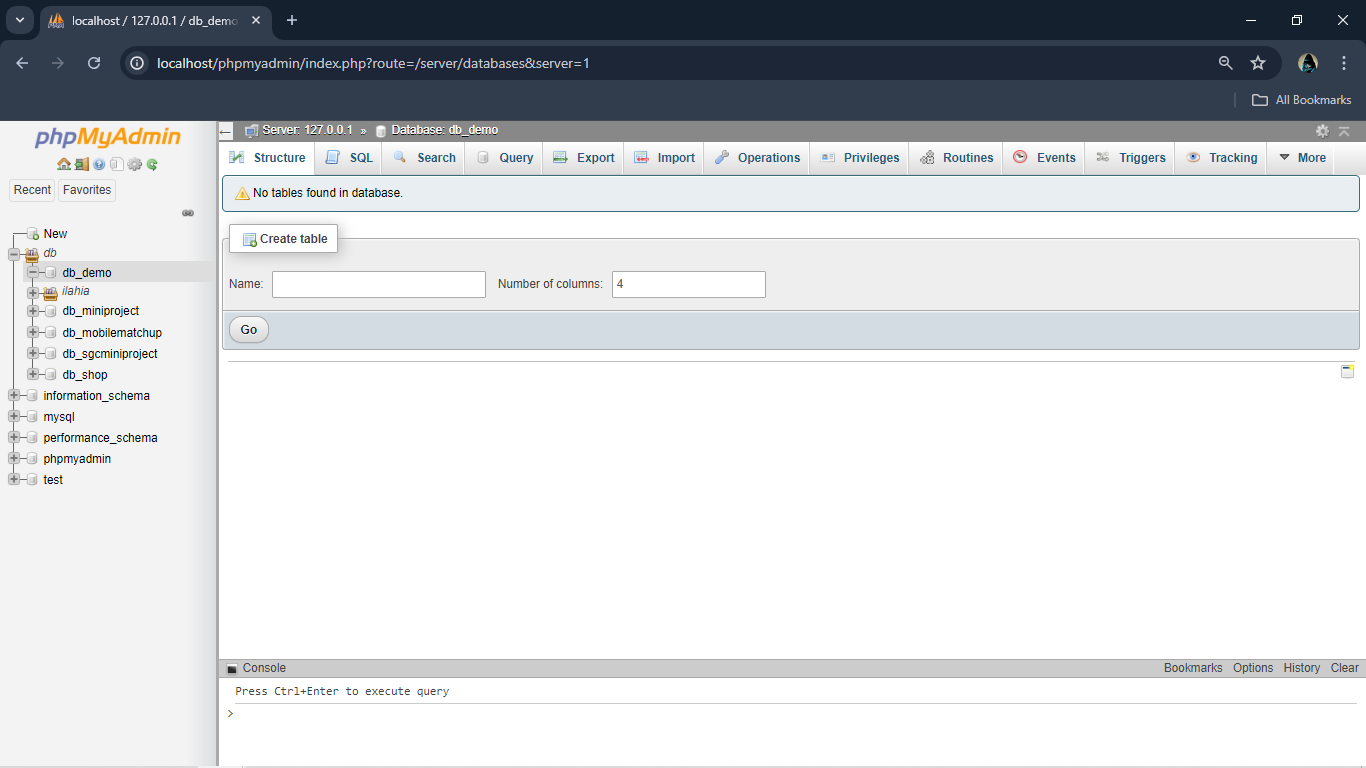 localhost / 127.0.0.1 / db_demo
localhost/phpmyadmin/index.php?route=/server/databases&server=1
All Bookmarks
phpMyAdmin
Recent Favorites
New
db
db_demo
ilahia
db_miniproject
db_mobilematchup
db_sgcminiproject
db_shop
information_schema
mysql
performance_schema
phpmyadmin
test
Server: 127.0.0.1 » Database: db_demo
Structure SQL Search Query Export Import Operations Privileges Routines Events Triggers Tracking More
No tables found in database.
Create table
Name: Number of columns: 4
Go
Console Bookmarks Options History Clear
Press Ctrl+Enter to execute query
>